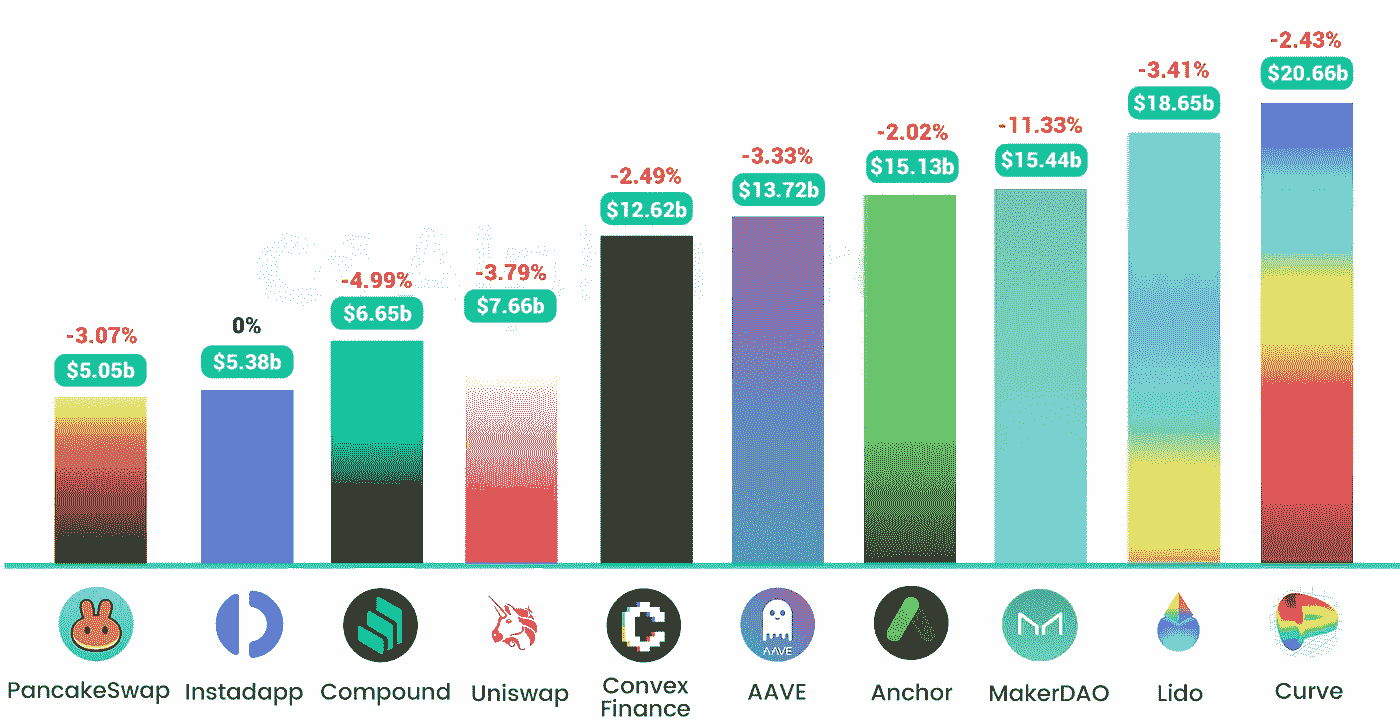 -2.43%
$20.66b
-3.41%
$18.65b
-11.33%
$15.44b
-2.02%
$15.13b
-3.33%
$13.72b
-2.49%
$12.62b
-3.79%
$7.66b
-4.99%
$6.65b
0%
$5.38b
-3.07%
$5.05b
AAVE
PancakeSwap
Instadapp
Compound
Uniswap
Convex
Finance
AAVE
Anchor
MakerDAO
Lido
Curve